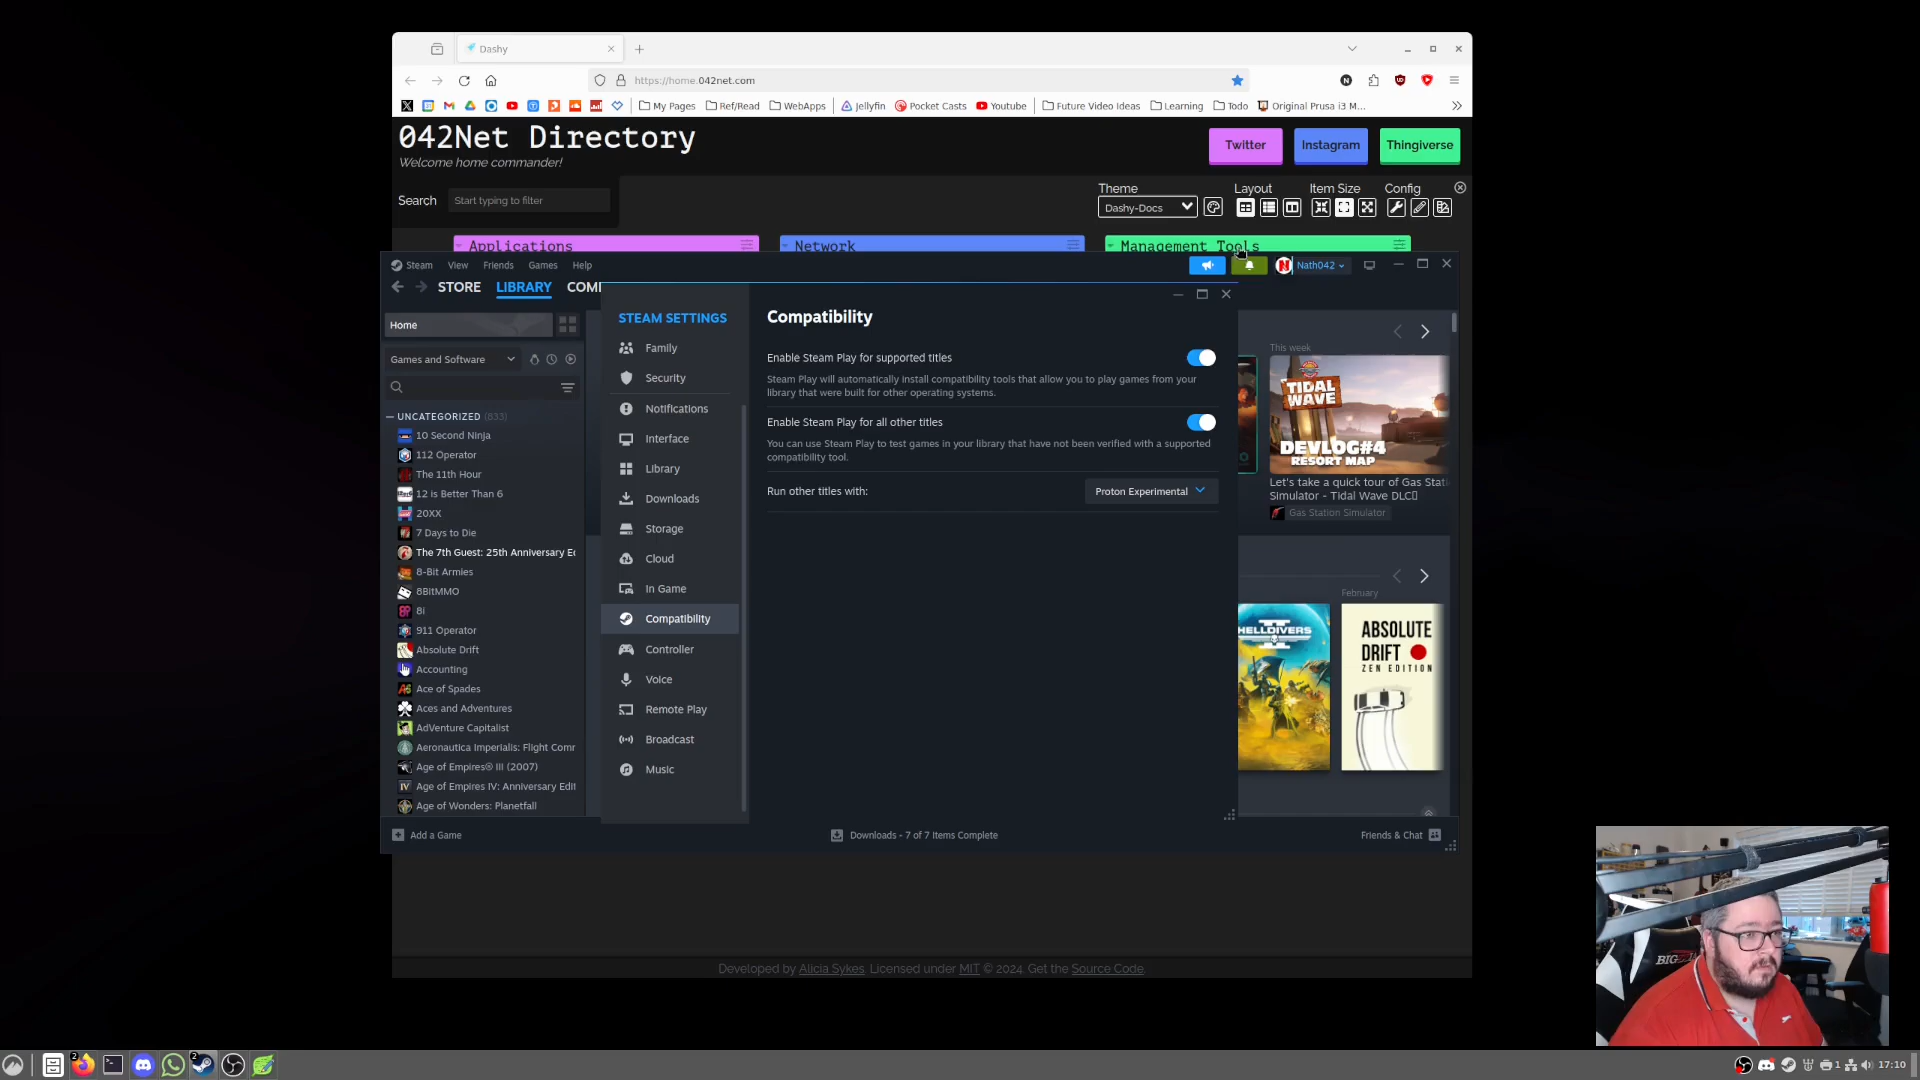 Dashy
https://home.042net.com
My Pages
Ref/Read
WebApps
Jellyfin
Pocket Casts
Youtube
Future Video Ideas
Learning
Todo
Original Prusa i3 M...
042Net Directory
Welcome home commander!
Twitter
Instagram
Thingiverse
Search
Start typing to filter
Theme
Layout
Item Size
Config
Dashy-Docs
Applications
Network
Management Tools
Steam
View
Friends
Games
Help
Nath042
STORE
LIBRARY
COM
Home
Games and Software
UNCATEGORIZED (833)
10 Second Ninja
112 Operator
The 11th Hour
12 Is Better Than 6
20XX
7 Days to Die
The 7th Guest: 25th Anniversary Ec
8-Bit Armies
8BitMMO
8i
911 Operator
Absolute Drift
Accounting
Ace of Spades
Aces and Adventures
AdVenture Capitalist
Aeronautica Imperialis: Flight Comr
Age of Empires® III (2007)
Age of Empires IV: Anniversary Edit
Age of Wonders: Planetfall
STEAM SETTINGS
Family
Security
Notifications
Interface
Library
Downloads
Storage
Cloud
In Game
Compatibility
Controller
Voice
Remote Play
Broadcast
Music
Compatibility
Enable Steam Play for supported titles
Steam Play will automatically install compatibility tools that allow you to play games from your
library that were built for other operating systems.
Enable Steam Play for all other titles
You can use Steam Play to test games in your library that have not been verified with a supported
compatibility tool.
Run other titles with:
Proton Experimental
This week
TIDAL
WAVE
DEVLOG#4
RESORT MAP
Let's take a quick tour of Gas Stati
Simulator - Tidal Wave DLC
Gas Station Simulator
February
HELLDIVERS
II
ABSOLUTE
DRIFT
ZEN EDITION
Add a Game
Downloads - 7 of 7 Items Complete
Friends & Chat
Developed by Alicia Sykes. Licensed under MIT © 2024. Get the Source Code.
2
2
1
17:10